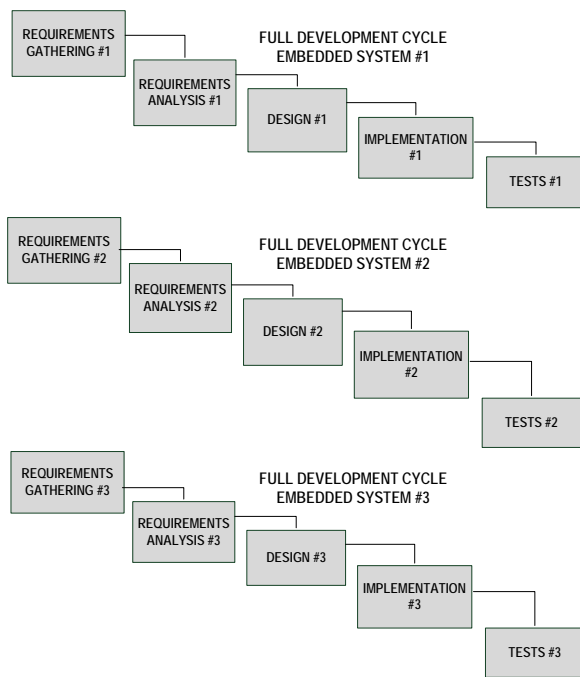 REQUIREMENTS
GATHERING #1
FULL DEVELOPMENT CYCLE
EMBEDDED SYSTEM #1
REQUIREMENTS
ANALYSIS #1
DESIGN #1
IMPLEMENTATION
#1
TESTS #1
REQUIREMENTS
GATHERING #2
FULL DEVELOPMENT CYCLE
EMBEDDED SYSTEM #2
REQUIREMENTS
ANALYSIS #2
DESIGN #2
IMPLEMENTATION
#2
TESTS #2
REQUIREMENTS
GATHERING #3
FULL DEVELOPMENT CYCLE
EMBEDDED SYSTEM #3
REQUIREMENTS
ANALYSIS #3
DESIGN #3
IMPLEMENTATION
#3
TESTS #3